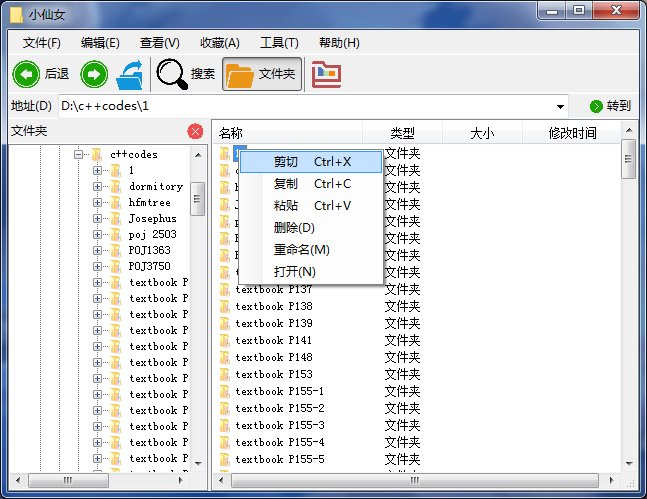 小仙女
文件(F) 编辑(E) 查看(V) 收藏(A) 工具(T) 帮助(H)
后退 搜索 文件夹
地址(D) D:\c++codes\1 转到
文件夹
c++codes
1
dormitory
hfmtree
Josephus
poj 2503
POJ1363
POJ3750
textbook P
textbook P
textbook P
textbook P
textbook P
textbook P
textbook P
textbook P
textbook P
textbook P
textbook P
textbook P
名称 类型 大小 修改时间
文件夹
文件夹
文件夹
文件夹
文件夹
文件夹
文件夹
文件夹
textbook P137 文件夹
textbook P138 文件夹
textbook P139 文件夹
textbook P141 文件夹
textbook P148 文件夹
textbook P153 文件夹
textbook P155-1 文件夹
textbook P155-2 文件夹
textbook P155-3 文件夹
textbook P155-4 文件夹
textbook P155-5 文件夹
剪切 Ctrl+X
复制 Ctrl+C
粘贴 Ctrl+V
删除(D)
重命名(M)
打开(N)